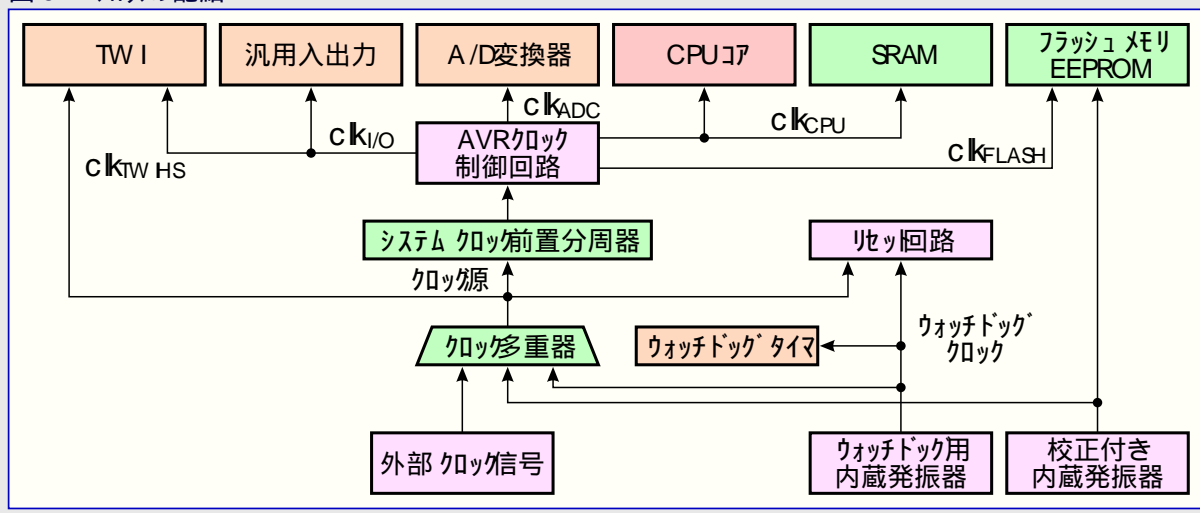 TWI
汎用入出力
A/D変換器
CPUコア
SRAM
フラッシュ メモリ
EEPROM
clkADC
clkI/O
clkCPU
clkTWIHS
clkFLASH
AVRクロック
制御回路
システム クロック前置分周器
リセット回路
クロック源
クロック多重器
ウォッチドッグ タイマ
ウォッチドッグ
クロック
外部クロック信号
ウォッチドッグ用
内蔵発振器
校正付き
内蔵発振器